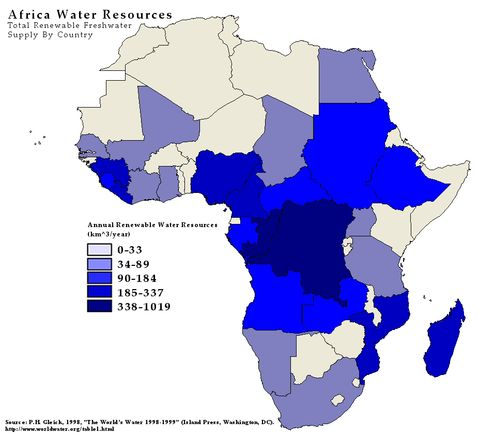 Africa Water Resources
Total Renewable Freshwater
Supply By Country
Annual Renewable Water Resources
(km^3/year)
0-33
34-89
90-184
185-337
338-1019
Source: P.H. Gleick, 1998, "The World's Water 1998-1999" (Island Press, Washington, DC).
http://www.worldwater.org/table1.html